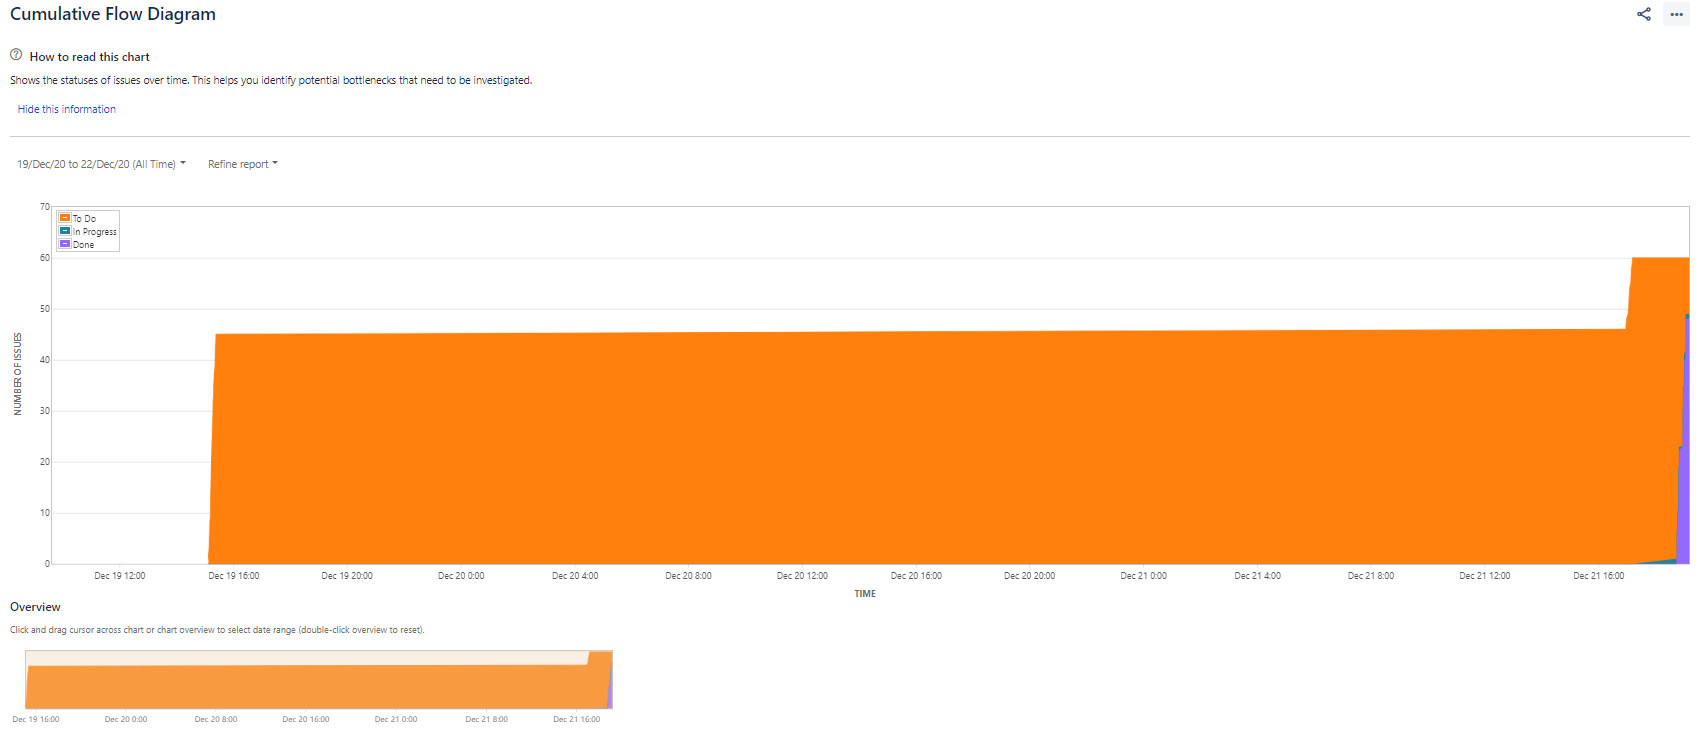 Cumulative Flow Diagram
How to read this chart
Shows the statuses of issues over time. This helps you identify potential bottlenecks that need to be investigated.
Hide this information
19/Dec/20 to 22/Dec/20 (All Time) Refine report
70
60
50
40
30
20
10
0
NUMBER OF ISSUES
To Do
In Progress
Done
Dec 19 12:00 Dec 19 16:00 Dec 19 20:00 Dec 20 0:00 Dec 20 4:00 Dec 20 8:00 Dec 20 12:00 Dec 20 16:00 Dec 20 20:00 Dec 21 0:00 Dec 21 4:00 Dec 21 8:00 Dec 21 12:00 Dec 21 16:00
TIME
Overview
Click and drag cursor across chart or chart overview to select date range (double-click overview to reset).
Dec 19 16:00 Dec 20 0:00 Dec 20 8:00 Dec 20 16:00 Dec 21 0:00 Dec 21 8:00 Dec 21 16:00